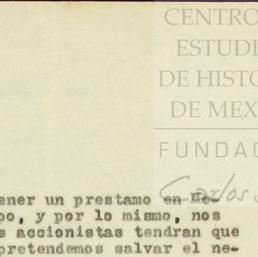 CENTRO
ESTUDI
DE HISTO
DE MEX
FUNDAC
Carlos
ener un prestamo en ne-
po, y por lo mismo, nos
s accionistas tendran que
pretendemos salvar el ne-